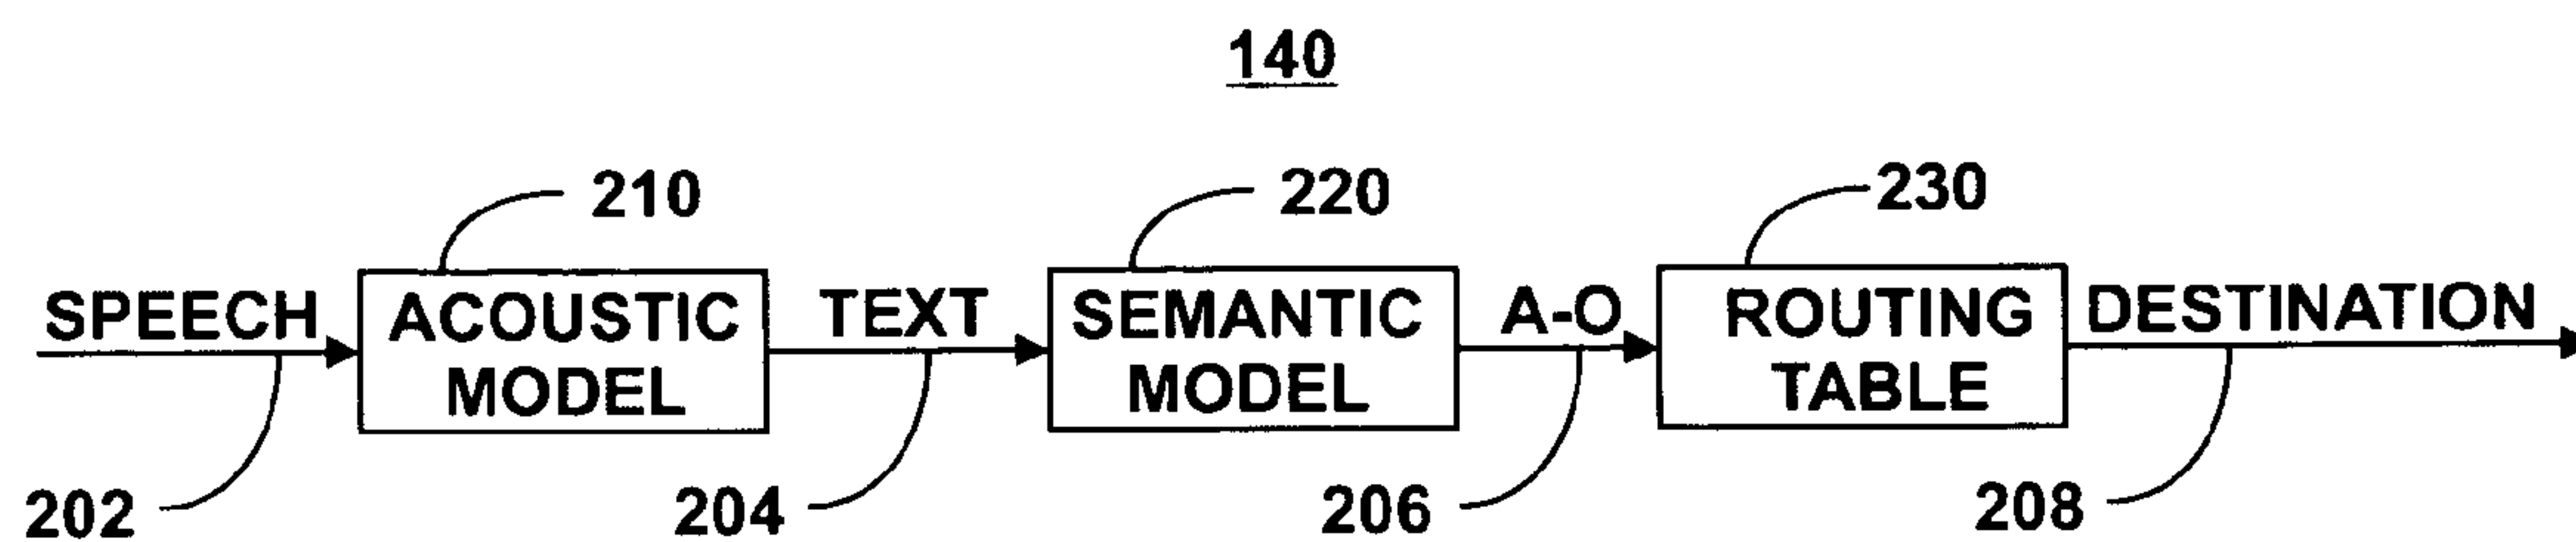 140
210
220
230
SPEECH
ACOUSTIC
MODEL
TEXT
SEMANTIC
MODEL
A-O
ROUTING
TABLE
DESTINATION
202
204
206
208